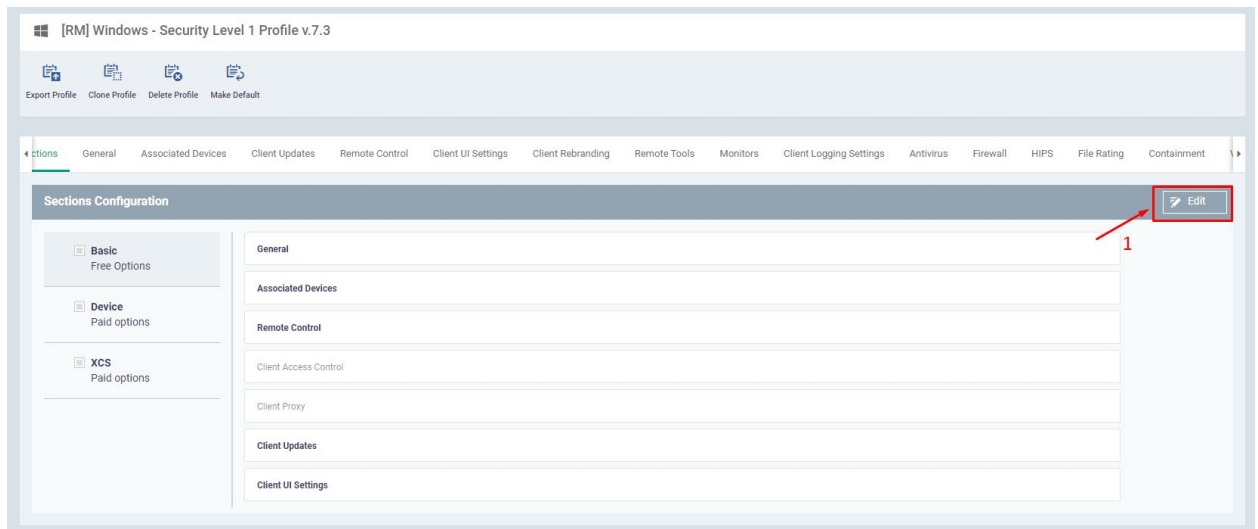 [RM] Windows - Security Level 1 Profile v.7.3
Export Profile Clone Profile Delete Profile Make Default
ctions General Associated Devices Client Updates Remote Control Client UI Settings Client Rebranding Remote Tools Monitors Client Logging Settings Antivirus Firewall HIPS File Rating Containment
Sections Configuration Edit
1
Basic
Free Options
Device
Paid options
XCS
Paid options
General
Associated Devices
Remote Control
Client Access Control
Client Proxy
Client Updates
Client UI Settings